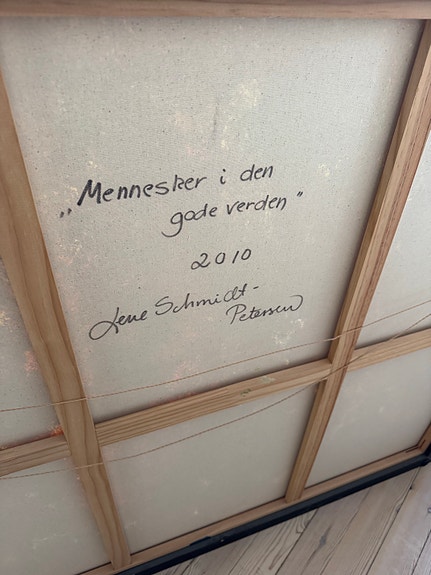 „Mennesker i den
gode verden"
2010
Lene Schmidt-
Petersen